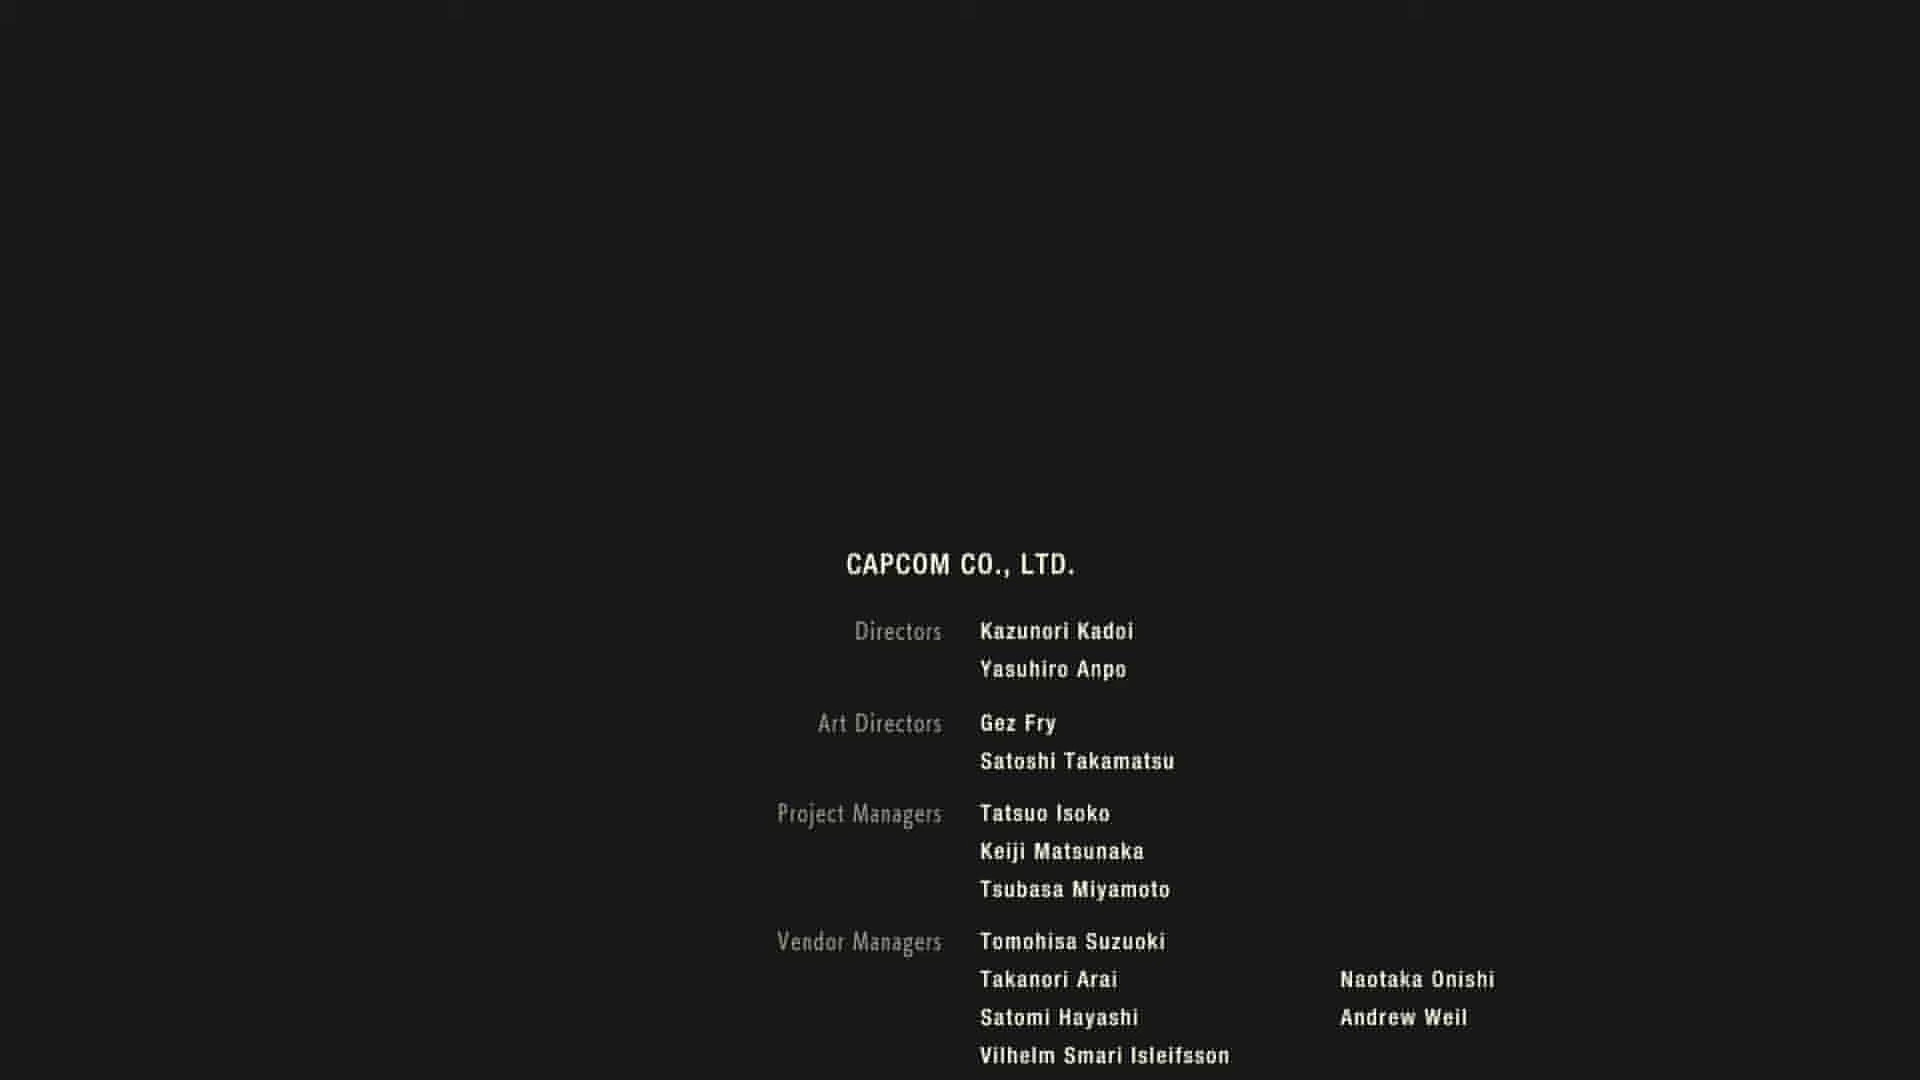 CAPCOM CO., LTD.
Directors Kazunori Kadoi
Yasuhiro Anpo
Art Directors Gez Fry
Satoshi Takamatsu
Project Managers Tatsuo Isoko
Keiji Matsunaka
Tsubasa Miyamoto
Vendor Managers Tomohisa Suzuoki
Takanori Arai Naotaka Onishi
Satomi Hayashi Andrew Weil
Vilhelm Smari Isleifsson